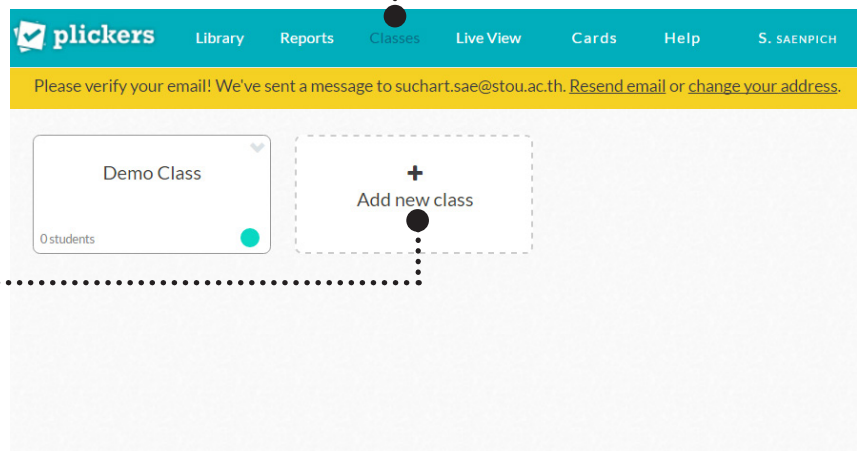 plickers Library Reports Classes Live View Cards Help S. SAENPICH
Please verify your email! We've sent a message to suchart.sae@stou.ac.th. Resend email or change your address.
Demo Class
0 students
+
Add new class